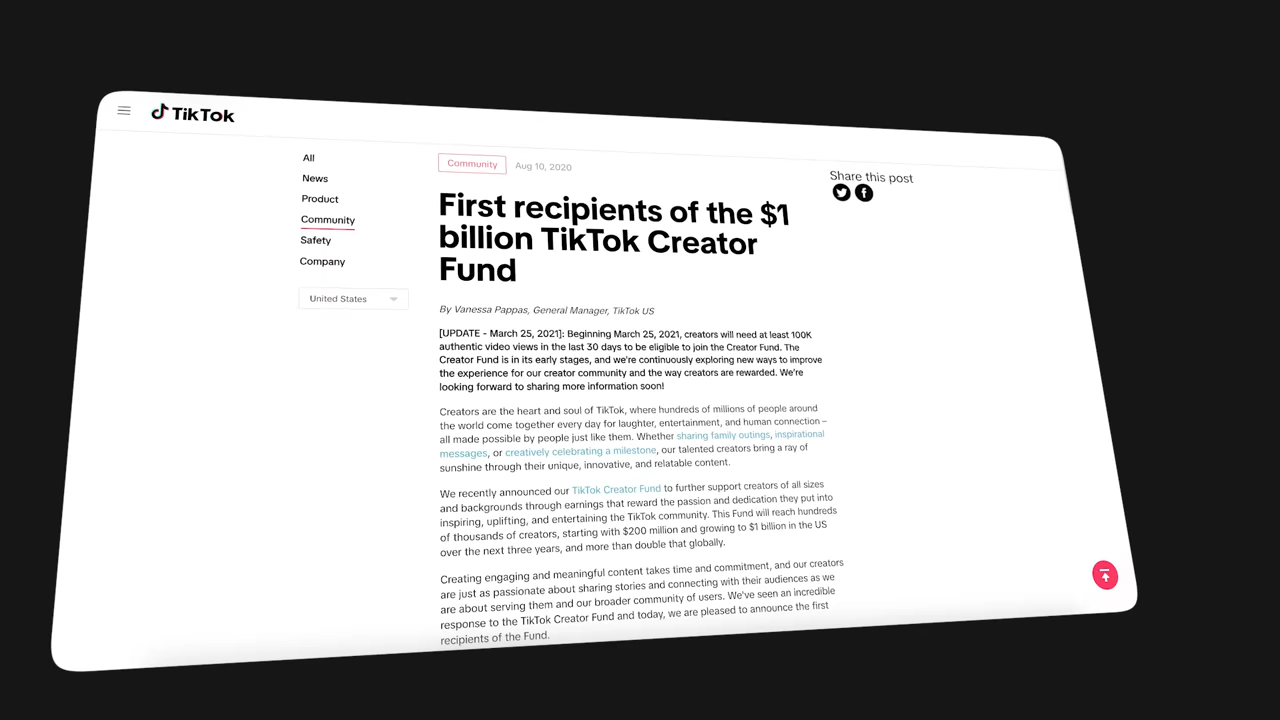 TikTok
All
News
Product
Community
Safety
Company
United States
Community Aug 10, 2020
First recipients of the $1
billion TikTok Creator
Fund
By Vanessa Pappas, General Manager, TikTok US
[UPDATE - March 25, 2021]: Beginning March 25, 2021, creators will need at least 100K
authentic video views in the last 30 days to be eligible to join the Creator Fund. The
Creator Fund is in its early stages, and we're continuously exploring new ways to improve
the experience for our creator community and the way creators are rewarded. We're
looking forward to sharing more information soon!
Creators are the heart and soul of TikTok, where hundreds of millions of people around
the world come together every day for laughter, entertainment, and human connection –
all made possible by people just like them. Whether sharing family outings, inspirational
messages, or creatively celebrating a milestone, our talented creators bring a ray of
sunshine through their unique, innovative, and relatable content.
We recently announced our TikTok Creator Fund to further support creators of all sizes
and backgrounds through earnings that reward the passion and dedication they put into
inspiring, uplifting, and entertaining the TikTok community. This Fund will reach hundreds
of thousands of creators, starting with $200 million and growing to $1 billion in the US
over the next three years, and more than double that globally.
Creating engaging and meaningful content takes time and commitment, and our creators
are just as passionate about sharing stories and connecting with their audiences as we
are about serving them and our broader community of users. We've seen an incredible
response to the TikTok Creator Fund and today, we are pleased to announce the first
recipients of the Fund.
Share this post